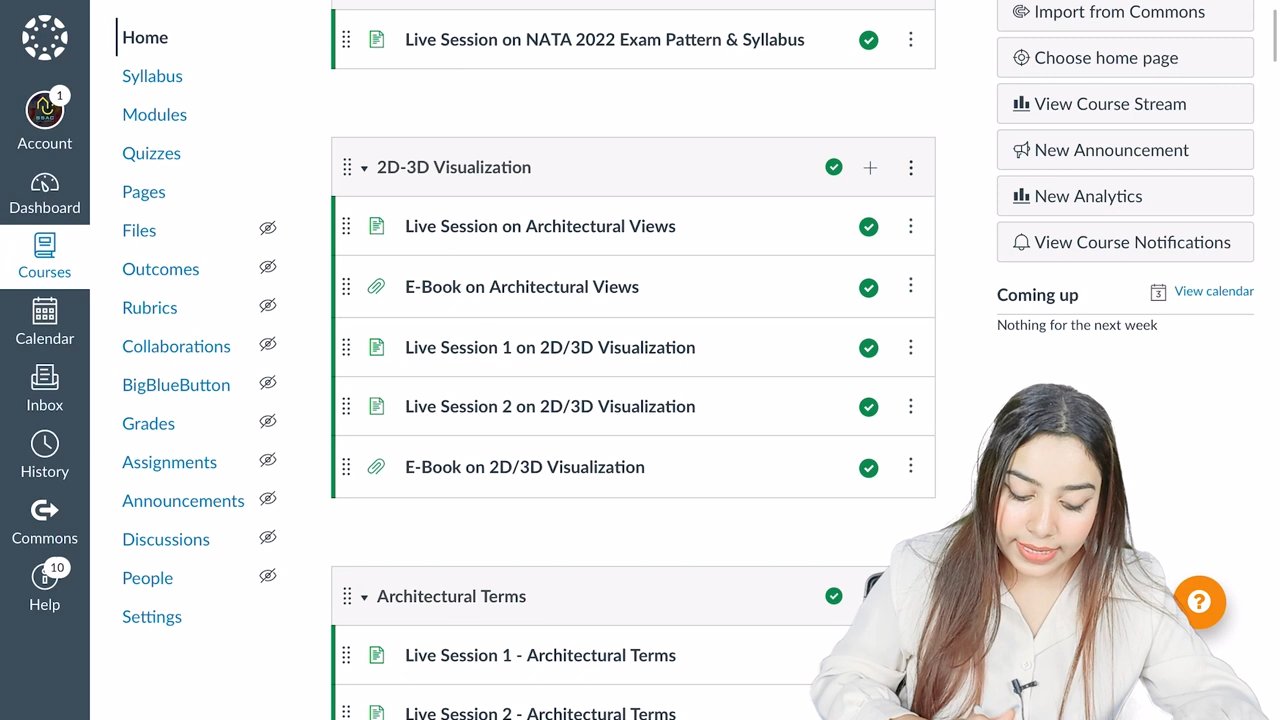 1
Account
Dashboard
Courses
Calendar
Inbox
History
Commons
10
Help
Home
Syllabus
Modules
Quizzes
Pages
Files
Outcomes
Rubrics
Collaborations
BigBlueButton
Grades
Assignments
Announcements
Discussions
People
Settings
Live Session on NATA 2022 Exam Pattern & Syllabus
2D-3D Visualization
Live Session on Architectural Views
E-Book on Architectural Views
Live Session 1 on 2D/3D Visualization
Live Session 2 on 2D/3D Visualization
E-Book on 2D/3D Visualization
Architectural Terms
Live Session 1 - Architectural Terms
Live Session 2 - Architectural Terms
Import from Commons
Choose home page
View Course Stream
New Announcement
New Analytics
View Course Notifications
Coming up
3
View calendar
Nothing for the next week
?